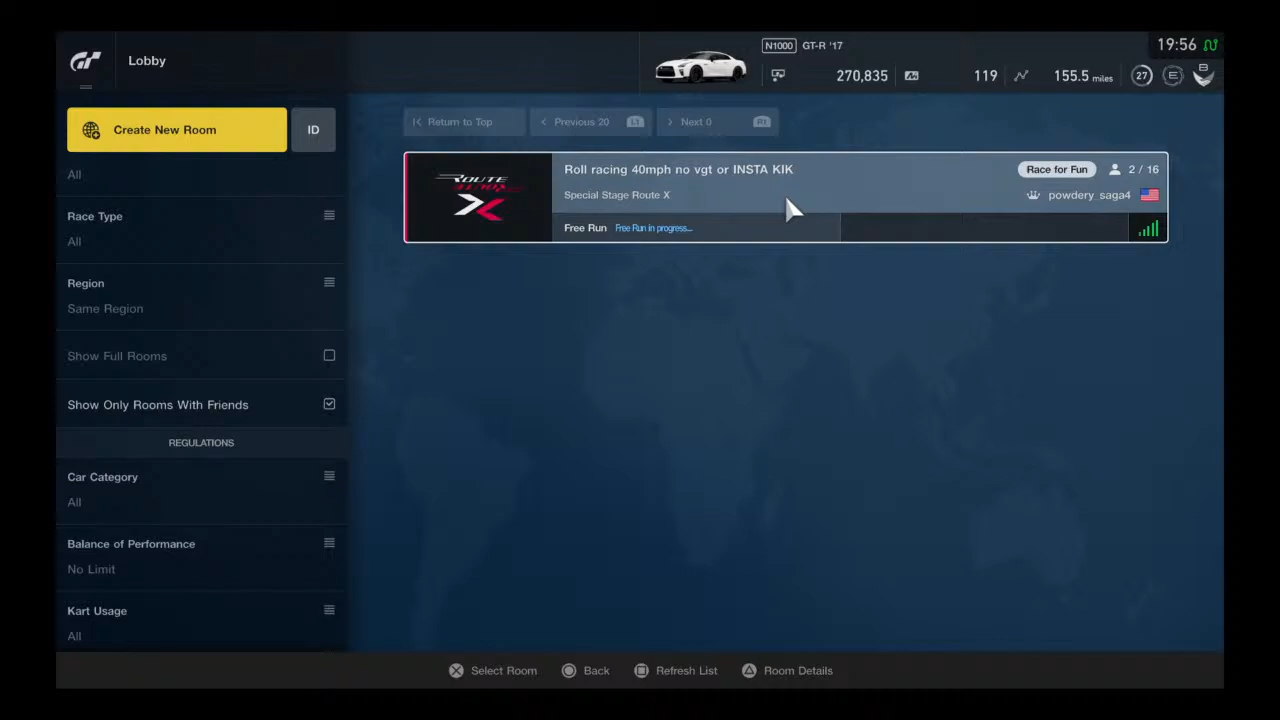 Lobby
N1000 GT-R '17
19:56
270,835
119
155.5 miles
27
E
B
Create New Room
ID
Return to Top
Previous 20 L1
Next 0 R1
All
Race Type
All
Region
Same Region
Show Full Rooms
Show Only Rooms With Friends
REGULATIONS
Car Category
All
Balance of Performance
No Limit
Kart Usage
All
ROUTE
X
Roll racing 40mph no vgt or INSTA KIK
Race for Fun
2 / 16
Special Stage Route X
powdery_saga4
Free Run Free Run in progress...
Select Room
Back
Refresh List
Room Details